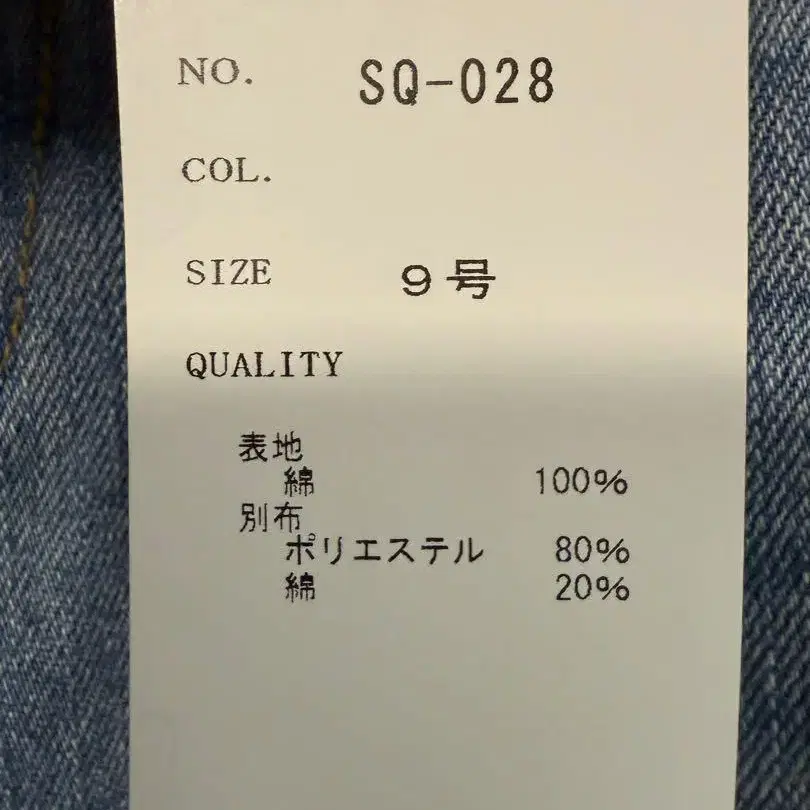 NO. SQ-028
COL.
SIZE 9号
QUALITY
表地
綿 100%
別布
ポリエステル 80%
綿 20%